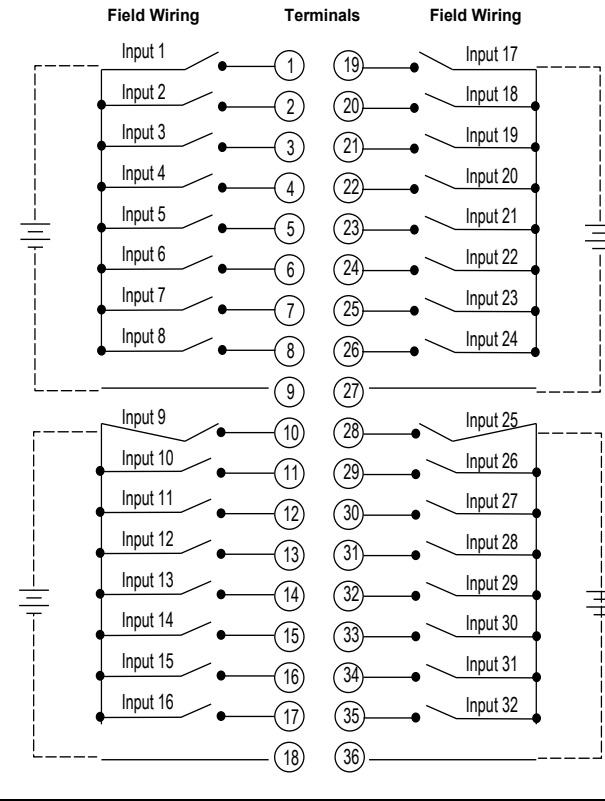 Field Wiring Terminals Field Wiring
Input 1 1 19 Input 17
Input 2 2 20 Input 18
Input 3 3 21 Input 19
Input 4 4 22 Input 20
Input 5 5 23 Input 21
Input 6 6 24 Input 22
Input 7 7 25 Input 23
Input 8 8 26 Input 24
9 27
Input 9 10 28 Input 25
Input 10 11 29 Input 26
Input 11 12 30 Input 27
Input 12 13 31 Input 28
Input 13 14 32 Input 29
Input 14 15 33 Input 30
Input 15 16 34 Input 31
Input 16 17 35 Input 32
18 36